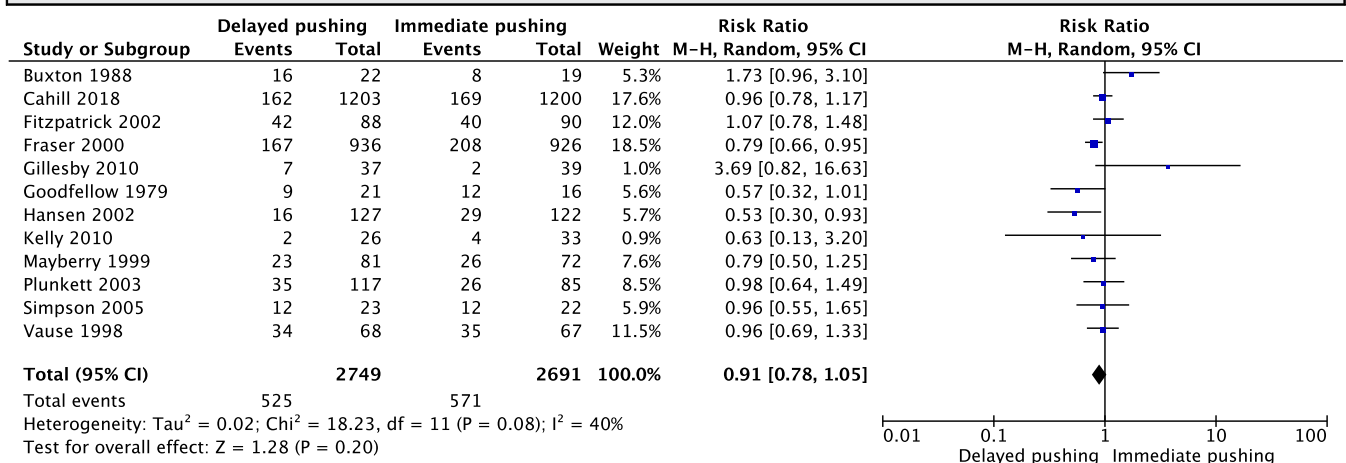 Delayed pushing Immediate pushing Risk Ratio Risk Ratio
Study or Subgroup Events Total Events Total Weight M-H, Random, 95% CI M-H, Random, 95% CI
Buxton 1988 16 22 8 19 5.3% 1.73 [0.96, 3.10]
Cahill 2018 162 1203 169 1200 17.6% 0.96 [0.78, 1.17]
Fitzpatrick 2002 42 88 40 90 12.0% 1.07 [0.78, 1.48]
Fraser 2000 167 936 208 926 18.5% 0.79 [0.66, 0.95]
Gillesby 2010 7 37 2 39 1.0% 3.69 [0.82, 16.63]
Goodfellow 1979 9 21 12 16 5.6% 0.57 [0.32, 1.01]
Hansen 2002 16 127 29 122 5.7% 0.53 [0.30, 0.93]
Kelly 2010 2 26 4 33 0.9% 0.63 [0.13, 3.20]
Mayberry 1999 23 81 26 72 7.6% 0.79 [0.50, 1.25]
Plunkett 2003 35 117 26 85 8.5% 0.98 [0.64, 1.49]
Simpson 2005 12 23 12 22 5.9% 0.96 [0.55, 1.65]
Vause 1998 34 68 35 67 11.5% 0.96 [0.69, 1.33]
Total (95% CI) 2749 2691 100.0% 0.91 [0.78, 1.05]
Total events 525 571
Heterogeneity: Tau² = 0.02; Chi² = 18.23, df = 11 (P = 0.08); I² = 40%
Test for overall effect: Z = 1.28 (P = 0.20)
0.01 0.1 1 10 100
Delayed pushing Immediate pushing